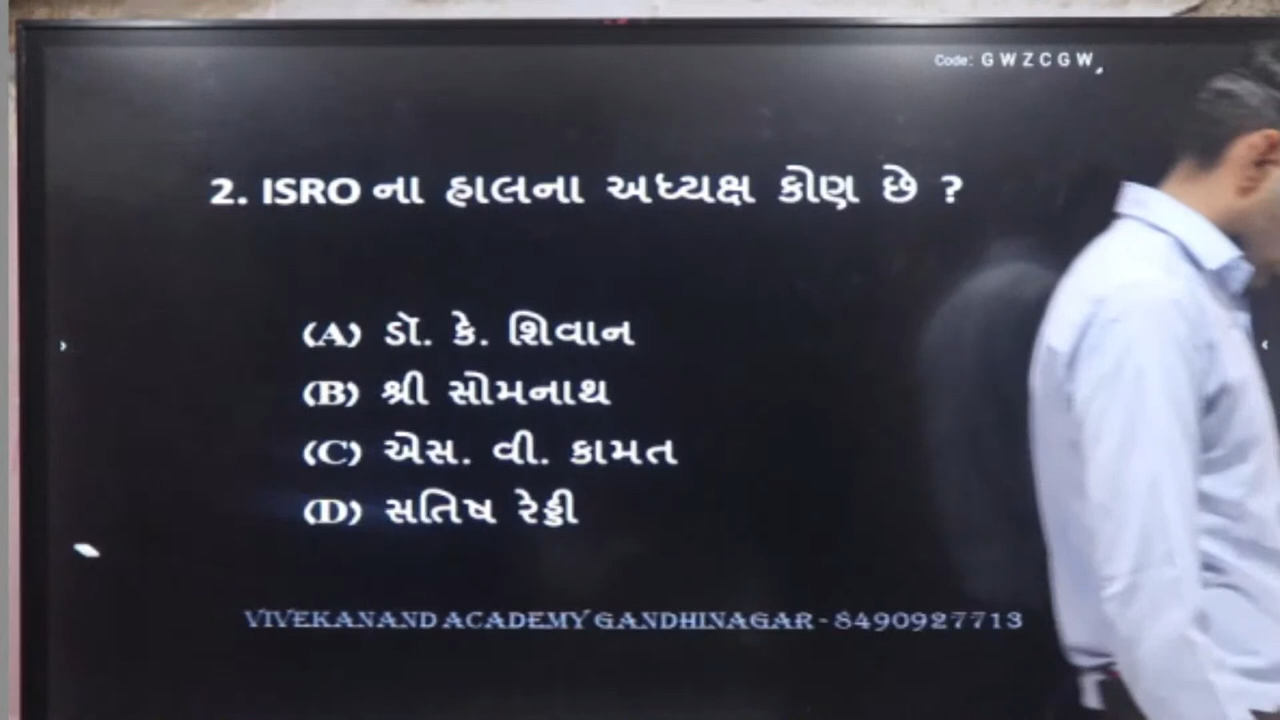 Code: GWZCGW
2. ISRO ના હાલના અધ્યક્ષ કોણ છે ?
(A) ડૉ. કે. શિવાન
(B) શ્રી સોમનાથ
(C) એસ. વી. કામત
(D) સતિષ રેડ્ડી
VIVEKANAND ACADEMY GANDHINAGAR - 8490927713